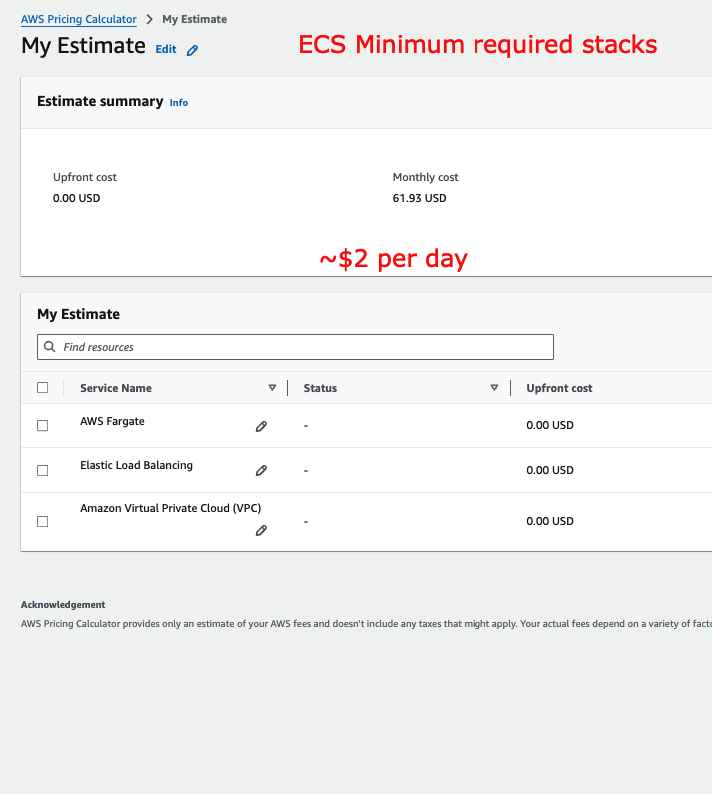 AWS Pricing Calculator > My Estimate
My Estimate Edit
ECS Minimum required stacks
Estimate summary Info
Upfront cost Monthly cost
0.00 USD 61.93 USD
~$2 per day
My Estimate
Find resources
Service Name Status Upfront cost
AWS Fargate - 0.00 USD
Elastic Load Balancing - 0.00 USD
Amazon Virtual Private Cloud (VPC) - 0.00 USD
Acknowledgement
AWS Pricing Calculator provides only an estimate of your AWS fees and doesn't include any taxes that might apply. Your actual fees depend on a variety of